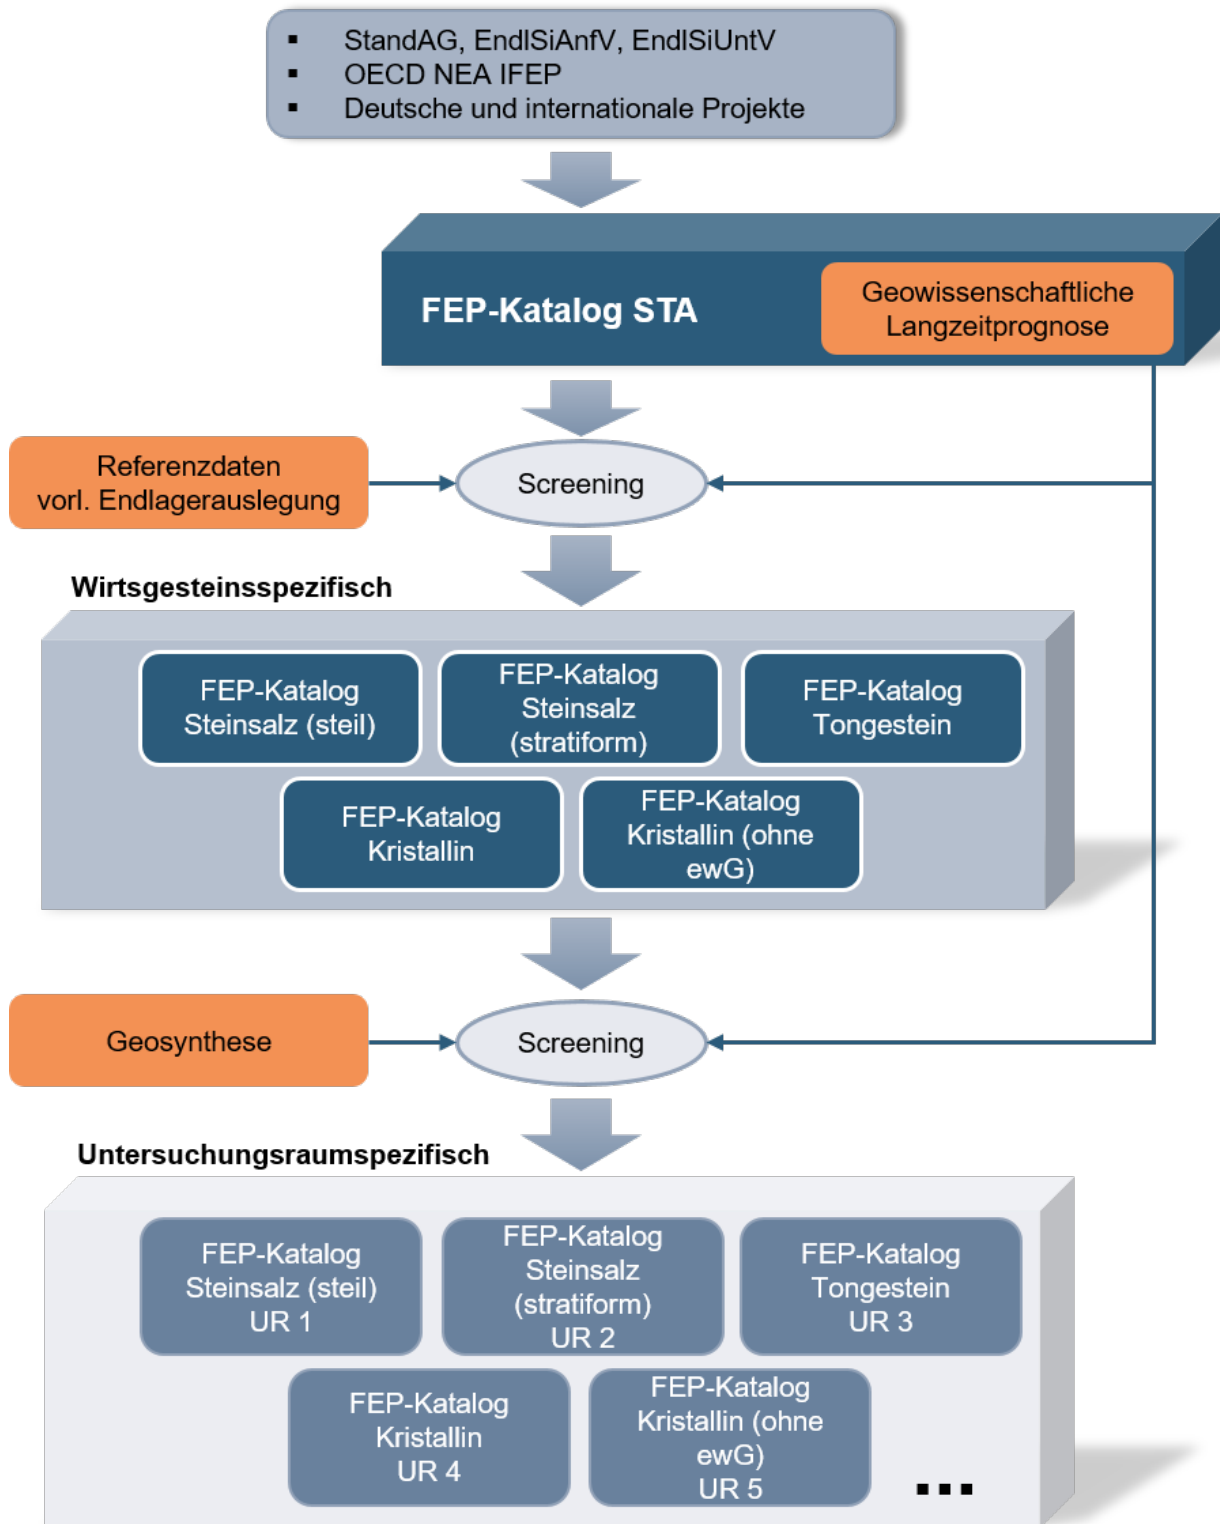 ▪ StandAG, EndlSiAnfV, EndlSiUntV
▪ OECD NEA IFEP
▪ Deutsche und internationale Projekte
FEP-Katalog STA
Geowissenschaftliche
Langzeitprognose
Referenzdaten
vorl. Endlagerauslegung
Screening
Wirtsgesteinsspezifisch
FEP-Katalog
Steinsalz (steil)
FEP-Katalog
Steinsalz
(stratiform)
FEP-Katalog
Tongestein
FEP-Katalog
Kristallin
FEP-Katalog
Kristallin (ohne
ewG)
Geosynthese
Screening
Untersuchungsraumspezifisch
FEP-Katalog
Steinsalz (steil)
UR 1
FEP-Katalog
Steinsalz
(stratiform)
UR 2
FEP-Katalog
Tongestein
UR 3
FEP-Katalog
Kristallin
UR 4
FEP-Katalog
Kristallin (ohne
ewG)
UR 5
...